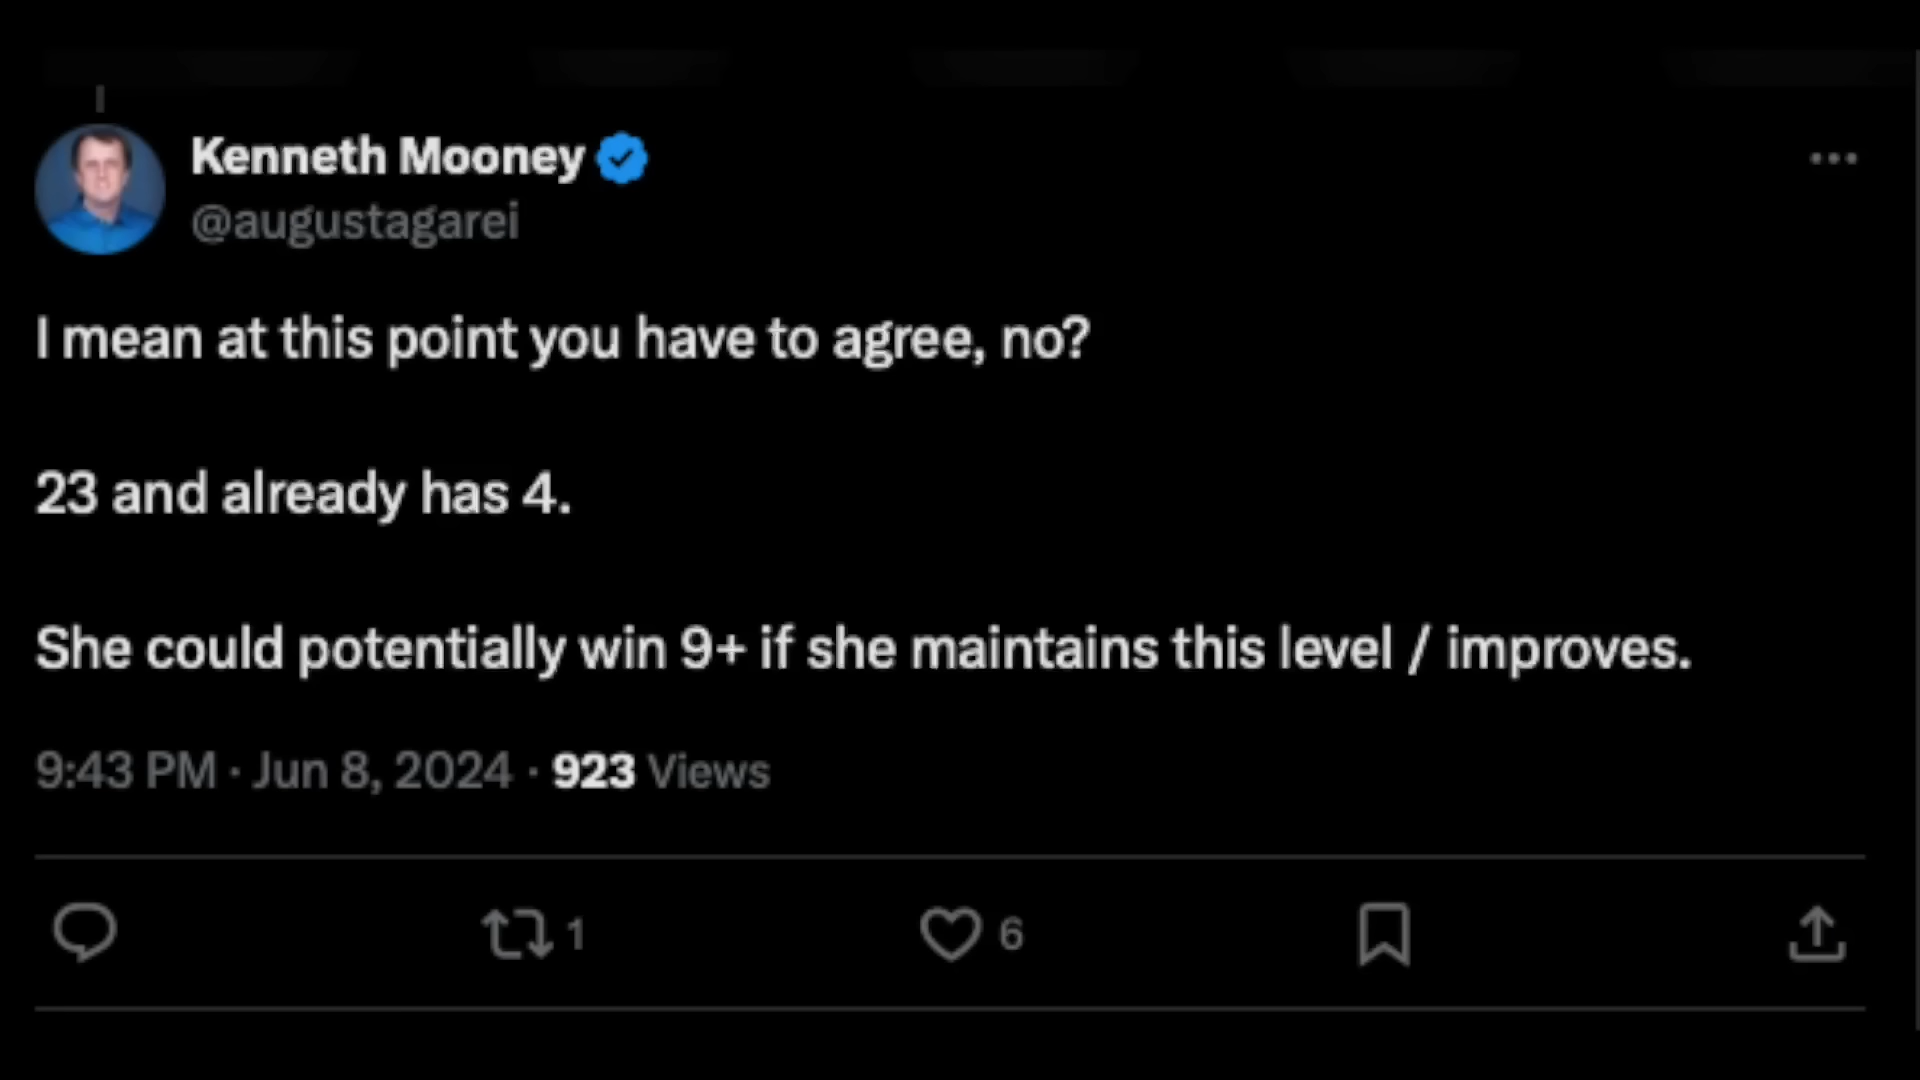 Kenneth Mooney
@augustagarei
I mean at this point you have to agree, no?
23 and already has 4.
She could potentially win 9+ if she maintains this level / improves.
9:43 PM · Jun 8, 2024 · 923 Views
1
6